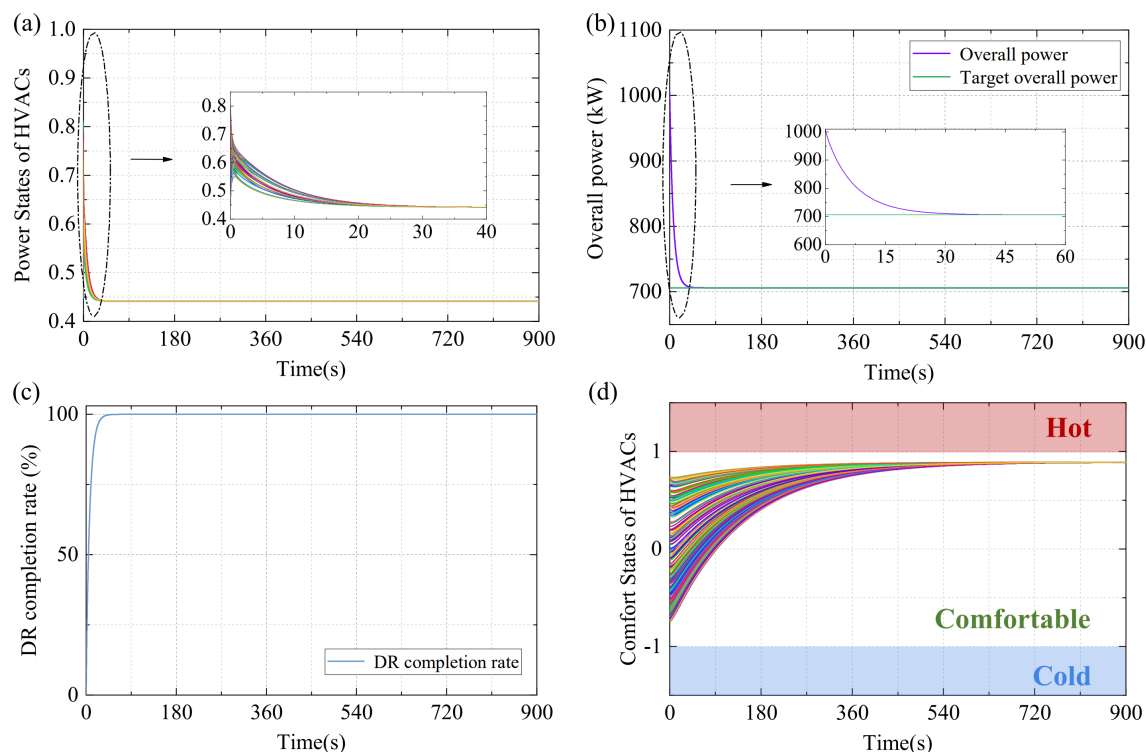 (a)
1.0
0.9
0.8
0.7
0.6
0.5
0.4
Power States of HVACs
0.8
0.7
0.6
0.5
0.4
0 10 20 30 40
0 180 360 540 720 900
Time(s)
(b)
1100
1000
900
800
700
Overall power (kW)
Overall power
Target overall power
1000
900
800
700
600
0 15 30 45 60
0 180 360 540 720 900
Time(s)
(c)
100
50
0
DR completion rate (%)
DR completion rate
0 180 360 540 720 900
Time(s)
(d)
1
0
-1
Comfort States of HVACs
Hot
Comfortable
Cold
0 180 360 540 720 900
Time(s)